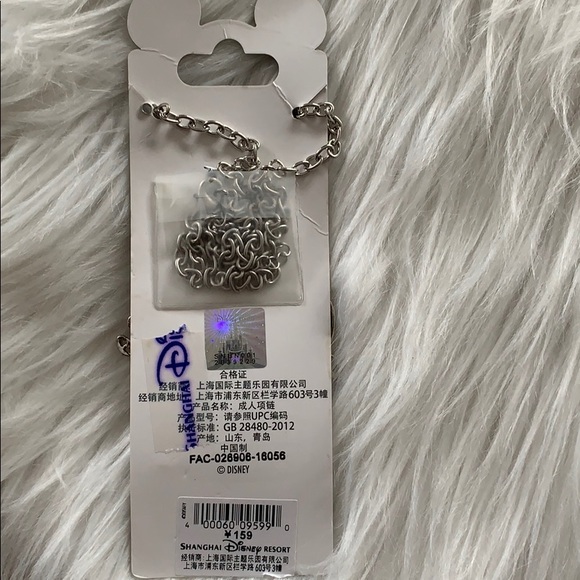 合格证
经销商 上海国际主题乐园有限公司
经销商地址 上海市浦东新区栏学路603号3幢
产品名称: 成人项链
产品型号: 请参照UPC编码
执 标准: GB 28480-2012
产地: 山东, 青岛
中国制
FAC-026906-16056
© DISNEY
SHANGHAI Dis
4 00060 09599 0
¥ 159
SHANGHAI DISNEY RESORT
经销商: 上海国际主题乐园有限公司
上海市浦东新区栏学路 603号3幢